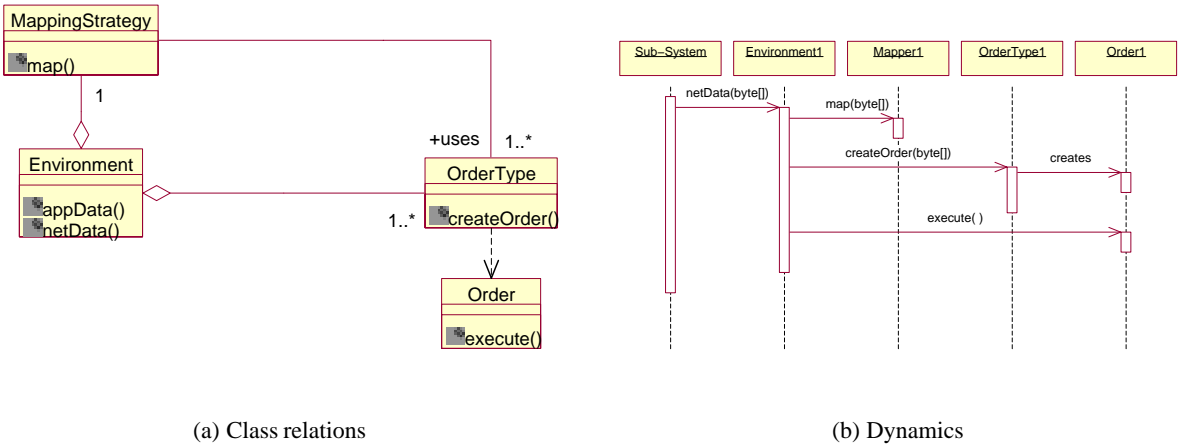 MappingStrategy
map()
1
+uses
1..*
Environment
appData()
netData()
1..*
OrderType
createOrder()
Order
execute()
(a) Class relations
Sub−System
Environment1
Mapper1
OrderType1
Order1
netData(byte[])
map(byte[])
createOrder(byte[])
creates
execute( )
(b) Dynamics